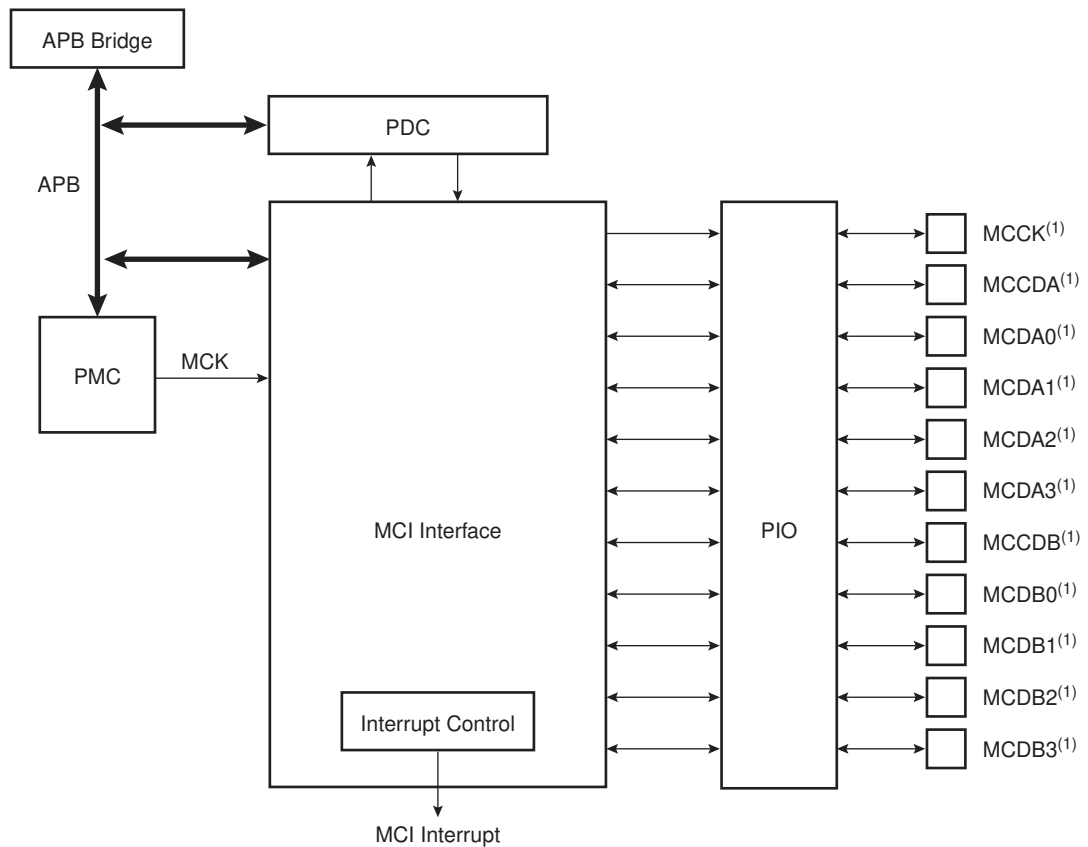 APB Bridge
PDC
APB
MCCK(1)
MCCDA(1)
MCDA0(1)
PMC
MCK
MCDA1(1)
MCDA2(1)
MCDA3(1)
MCI Interface
PIO
MCCDB(1)
MCDB0(1)
MCDB1(1)
MCDB2(1)
Interrupt Control
MCDB3(1)
MCI Interrupt